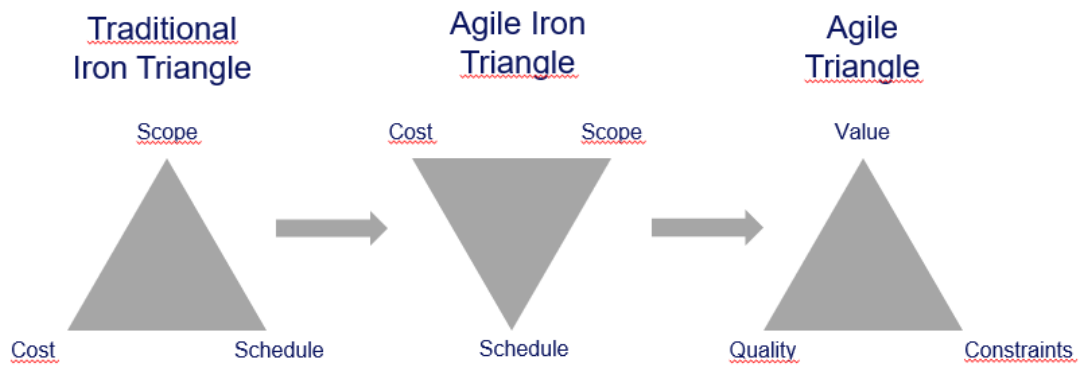 Traditional
Iron Triangle
Agile Iron
Triangle
Agile
Triangle
Scope
Cost
Scope
Value
Cost
Schedule
Schedule
Quality
Constraints